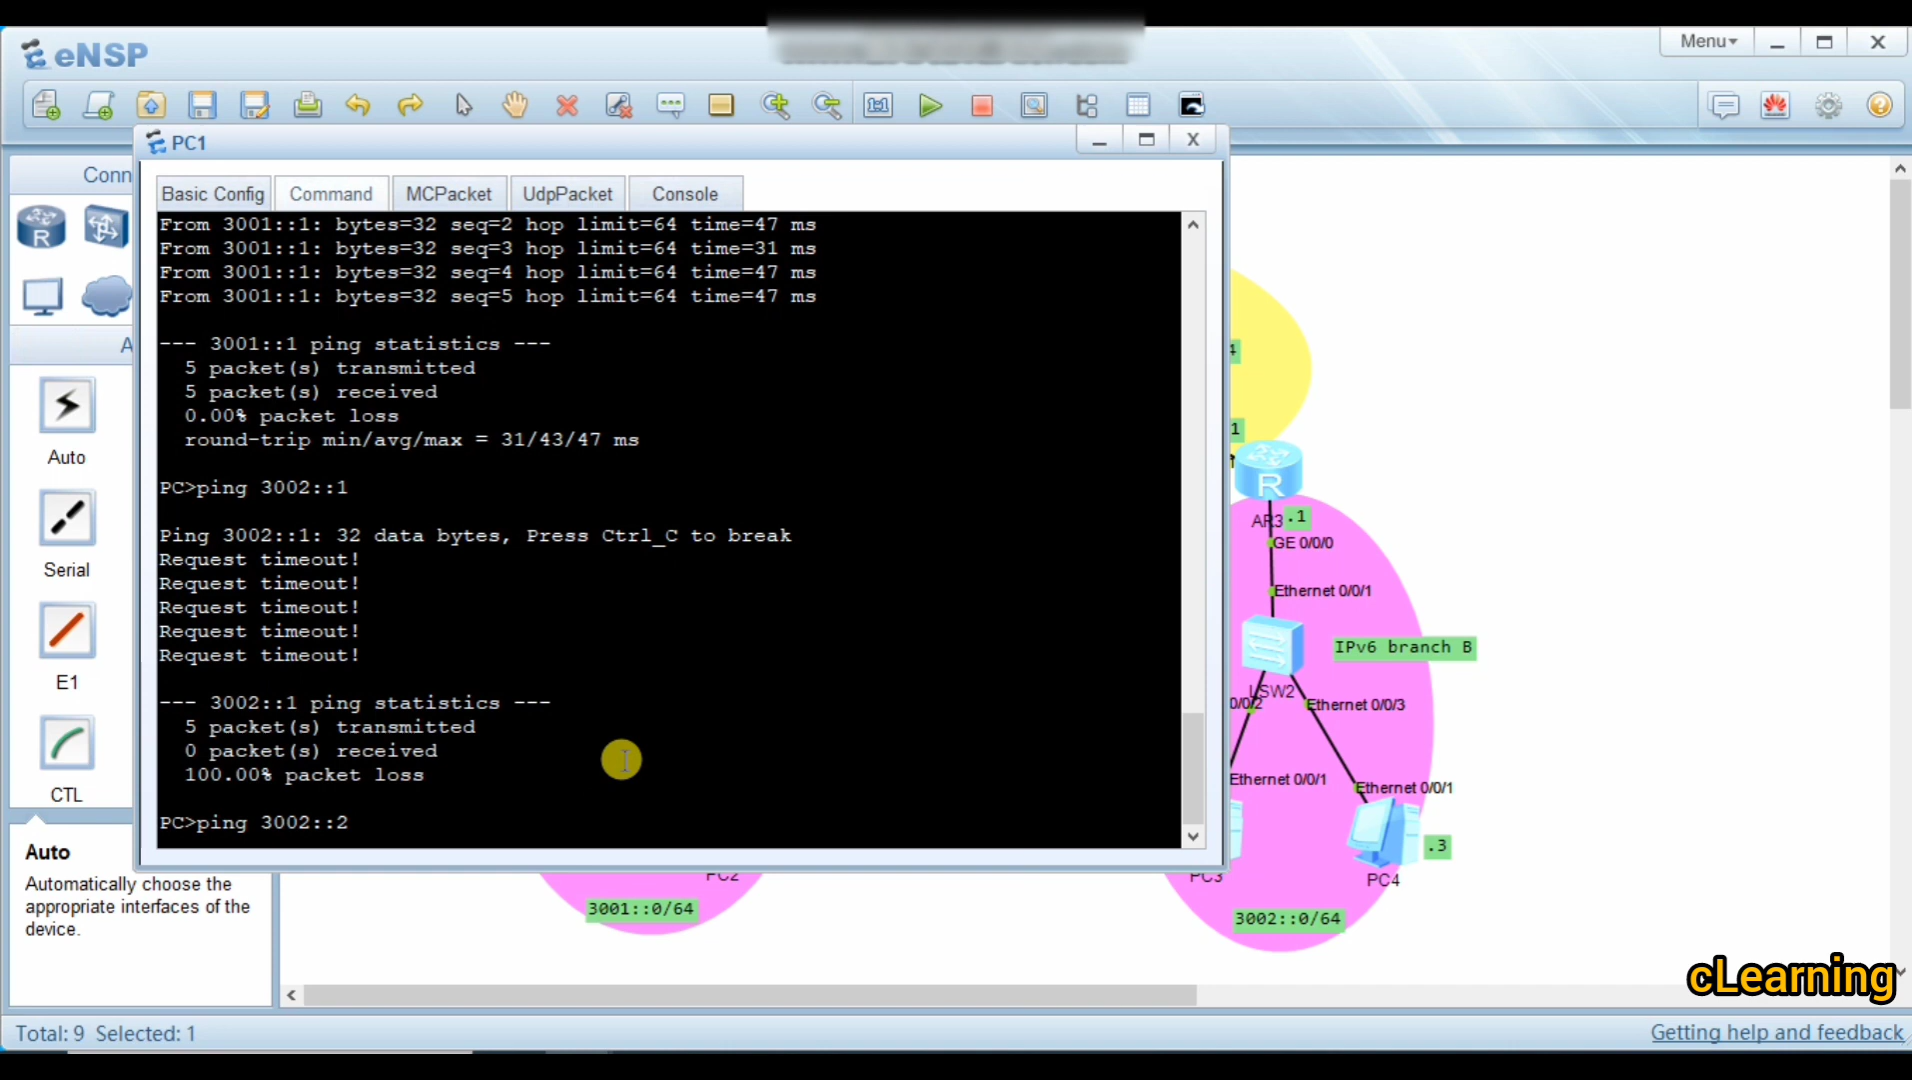 eNSP
Menu
PC1
Conn
Basic Config
Command
MCPacket
UdpPacket
Console
From 3001::1: bytes=32 seq=2 hop limit=64 time=47 ms
From 3001::1: bytes=32 seq=3 hop limit=64 time=31 ms
From 3001::1: bytes=32 seq=4 hop limit=64 time=47 ms
From 3001::1: bytes=32 seq=5 hop limit=64 time=47 ms
--- 3001::1 ping statistics ---
5 packet(s) transmitted
5 packet(s) received
0.00% packet loss
round-trip min/avg/max = 31/43/47 ms
PC>ping 3002::1
Ping 3002::1: 32 data bytes, Press Ctrl_C to break
Request timeout!
Request timeout!
Request timeout!
Request timeout!
Request timeout!
--- 3002::1 ping statistics ---
5 packet(s) transmitted
0 packet(s) received
100.00% packet loss
PC>ping 3002::2
A
Auto
Serial
E1
CTL
Auto
Automatically choose the
appropriate interfaces of the
device.
4
1
R
AR3
.1
GE 0/0/0
Ethernet 0/0/1
IPv6 branch B
LSW2
0/0/2
Ethernet 0/0/3
Ethernet 0/0/1
Ethernet 0/0/1
.3
PC2
PC3
PC4
3001::0/64
3002::0/64
cLearning
Total: 9 Selected: 1
Getting help and feedback